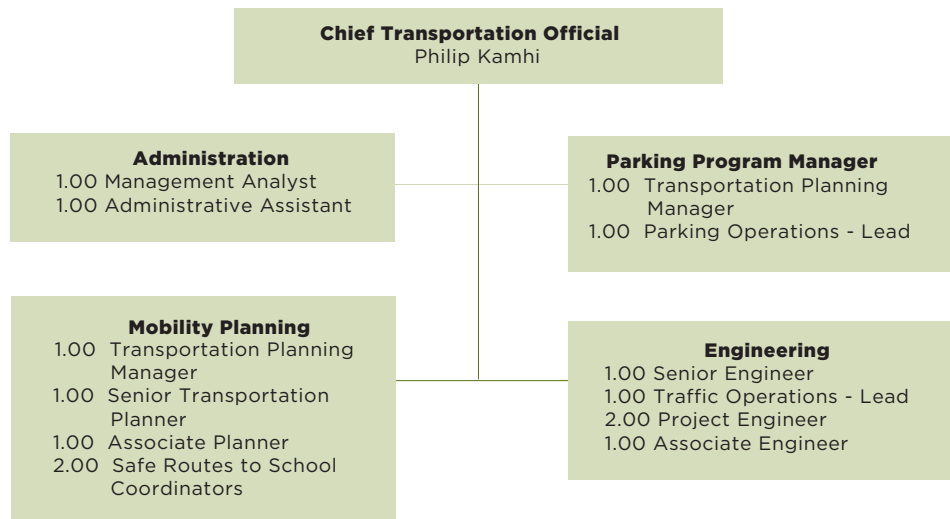 Chief Transportation Official
Philip Kamhi
Administration
1.00 Management Analyst
1.00 Administrative Assistant
Parking Program Manager
1.00 Transportation Planning
Manager
1.00 Parking Operations - Lead
Mobility Planning
1.00 Transportation Planning
Manager
1.00 Senior Transportation
Planner
1.00 Associate Planner
2.00 Safe Routes to School
Coordinators
Engineering
1.00 Senior Engineer
1.00 Traffic Operations - Lead
2.00 Project Engineer
1.00 Associate Engineer